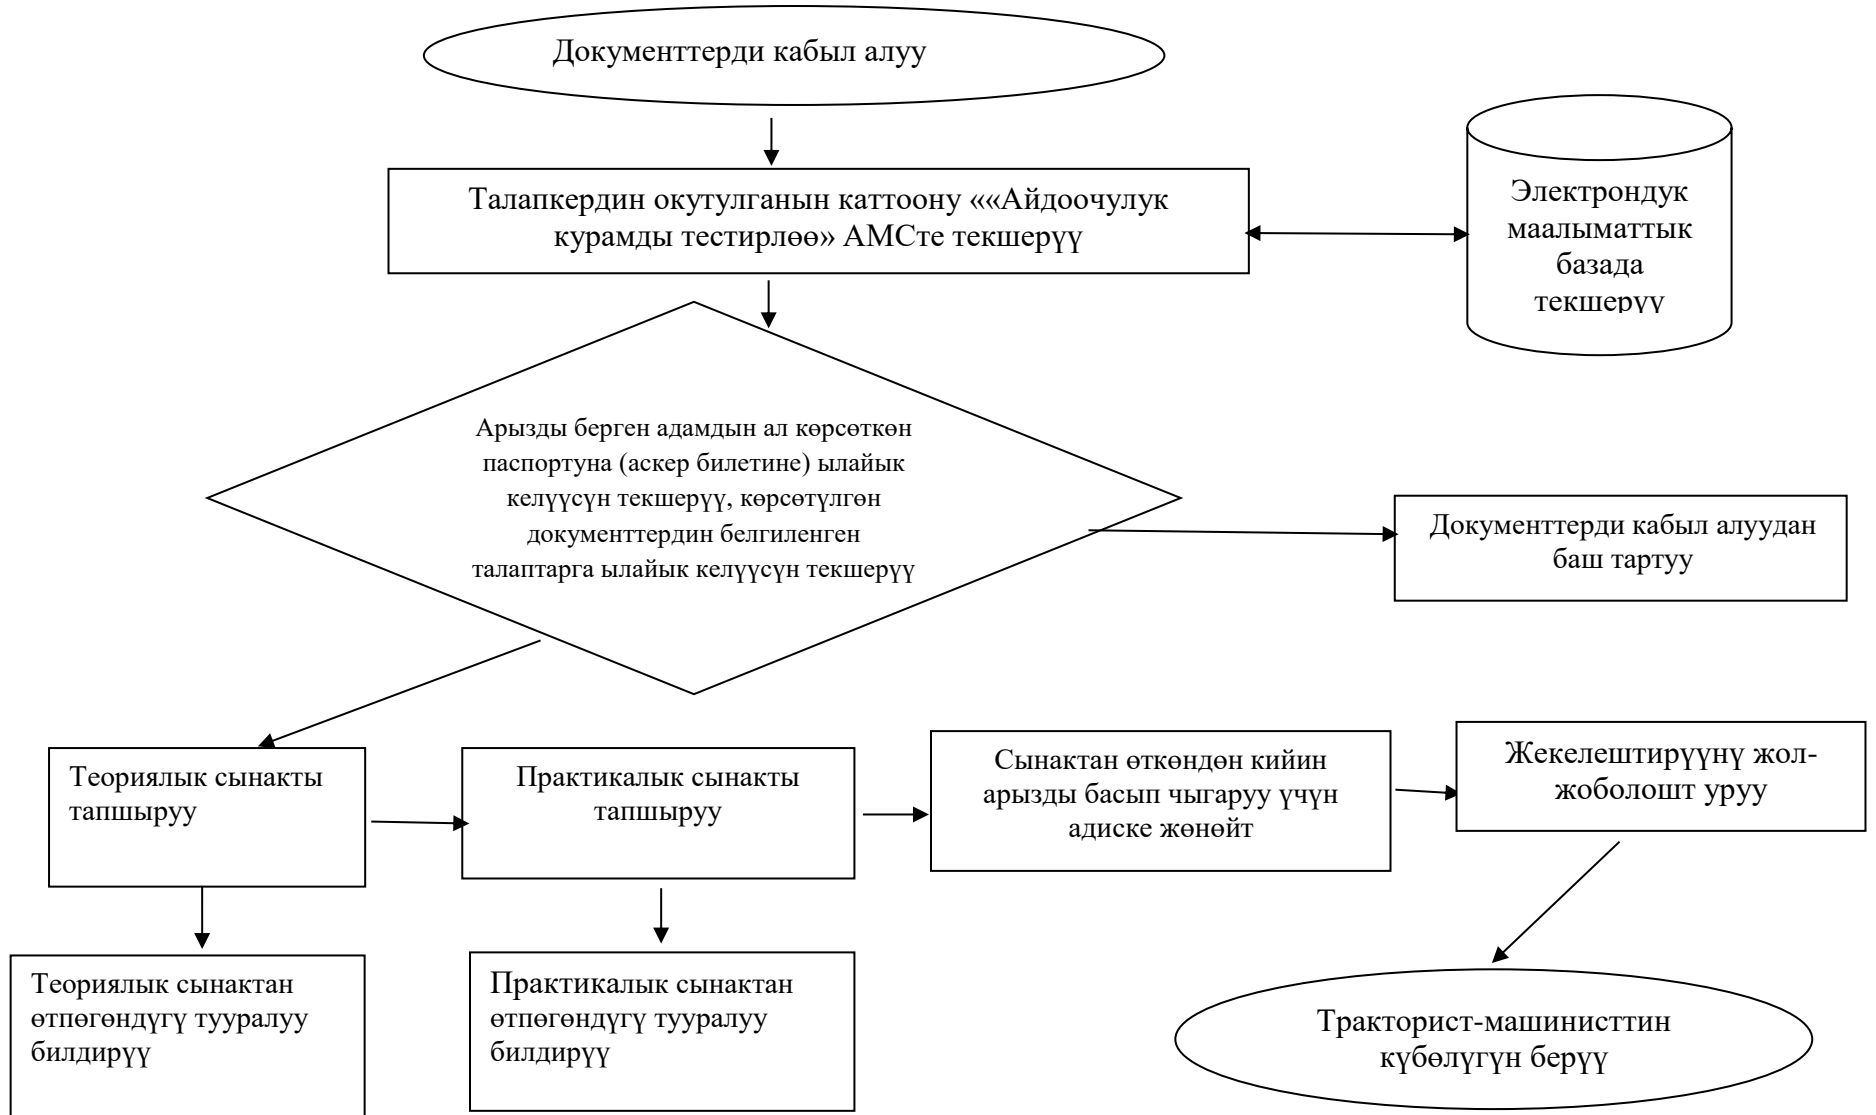 Документтерди кабыл алуу
Талапкердин окутулганын каттоону ««Айдоочулук
курамды тестирлөө» АМСте текшерүү
Электрондук
маалыматтык
базада
текшерүү
Арызды берген адамдын ал көрсөткөн
паспортуна (аскер билетине) ылайык
келүүсүн текшерүү, көрсөтүлгөн
документтердин белгиленген
талаптарга ылайык келүүсүн текшерүү
Документтерди кабыл алуудан
баш тартуу
Теориялык сынакты
тапшыруу
Практикалык сынакты
тапшыруу
Сынактан өткөндөн кийин
арызды басып чыгаруу үчүн
адиске жөнөйт
Жекелештирүүнү жол-
жоболошт уруу
Теориялык сынактан
өтпөгөндүгү тууралуу
билдирүү
Практикалык сынактан
өтпөгөндүгү тууралуу
билдирүү
Тракторист-машинисттин
күбөлүгүн берүү